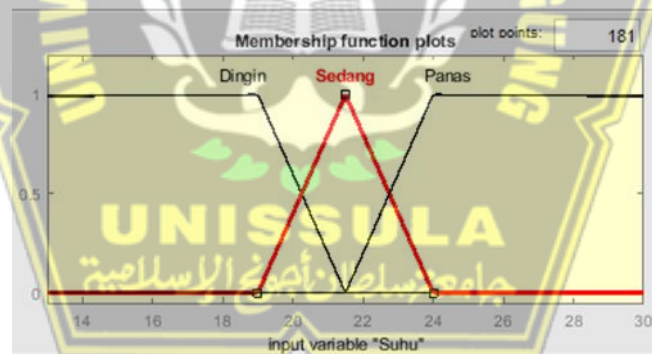 Membership function plots
plot points: 181
Dingin Sedang Panas
1
0.5
0
UNISSULA
جامعة سلطان أجونج الإسلامية
14 16 18 20 22 24 26 28 30
input variable "Suhu"